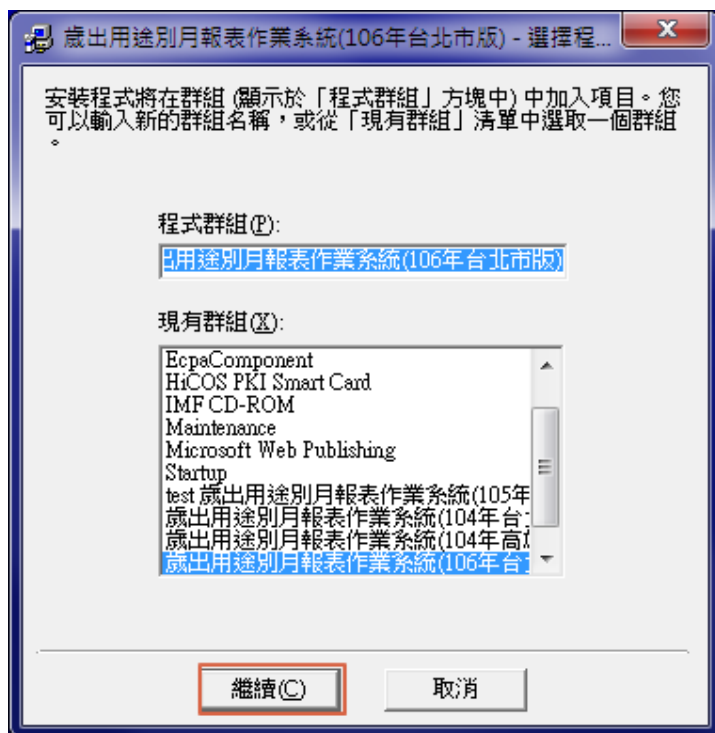 歲出用途別月報表作業系統(106年台北市版) - 選擇程...
安裝程式將在群組 (顯示於「程式群組」方塊中) 中加入項目。您
可以輸入新的群組名稱，或從「現有群組」清單中選取一個群組
。
程式群組(P):
出用途別月報表作業系統(106年台北市版)
現有群組(X):
EcpaComponent
HiCOS PKI Smart Card
IMF CD-ROM
Maintenance
Microsoft Web Publishing
Startup
test 歲出用途別月報表作業系統(105年
歲出用途別月報表作業系統(104年台
歲出用途別月報表作業系統(104年高
歲出用途別月報表作業系統(106年台
繼續(C)
取消